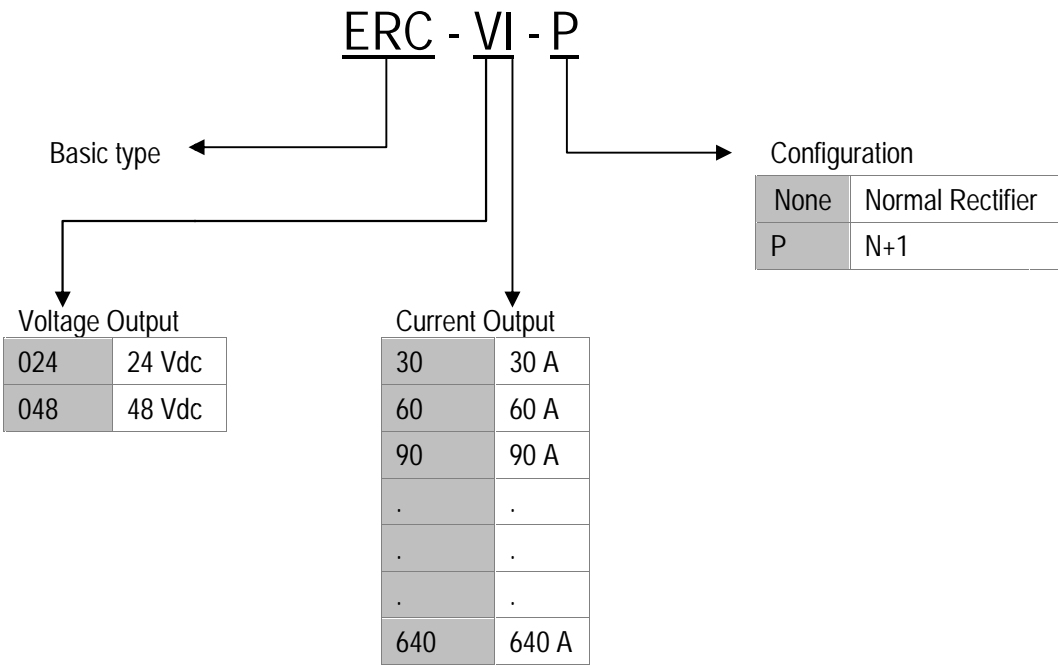 ERC - VI - P
Basic type
Configuration
None Normal Rectifier
P N+1
Voltage Output
024 24 Vdc
048 48 Vdc
Current Output
30 30 A
60 60 A
90 90 A
. .
. .
. .
640 640 A